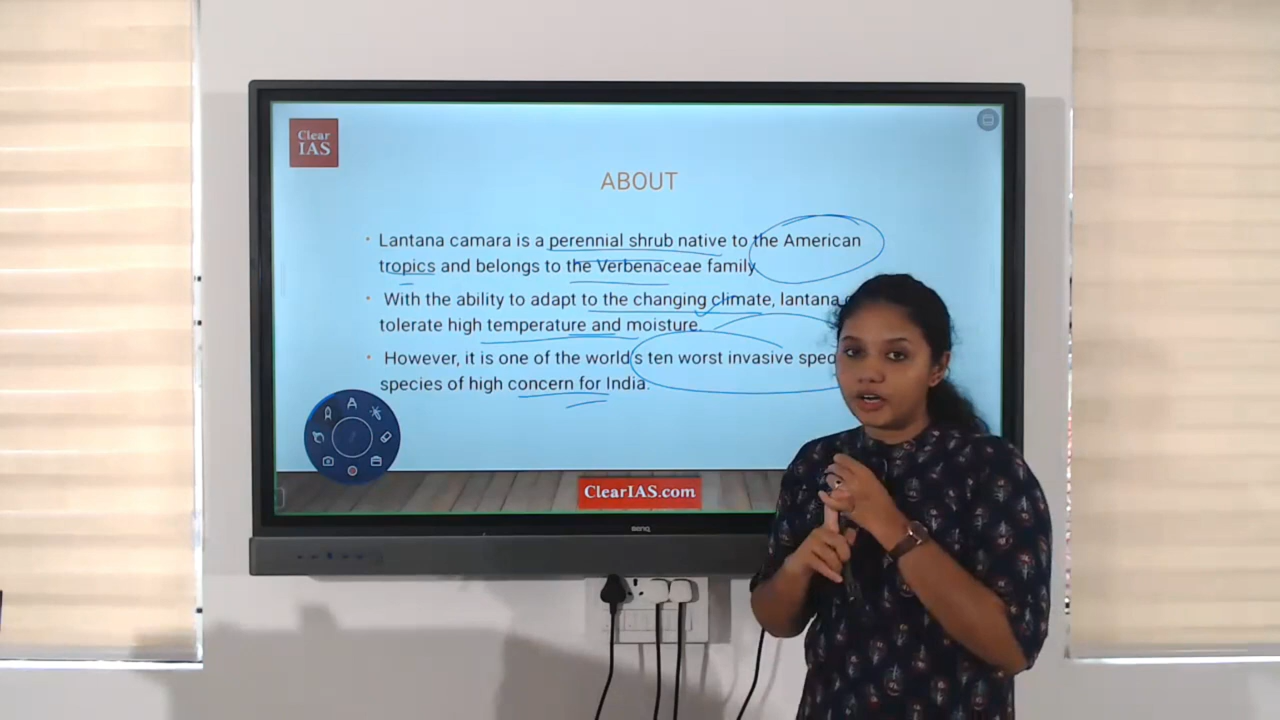 Clear
IAS
ABOUT
• Lantana camara is a perennial shrub native to the American
tropics and belongs to the Verbenaceae family
• With the ability to adapt to the changing climate, lantana
tolerate high temperature and moisture.
• However, it is one of the world's ten worst invasive
species of high concern for India.
ClearIAS.com
BenQ